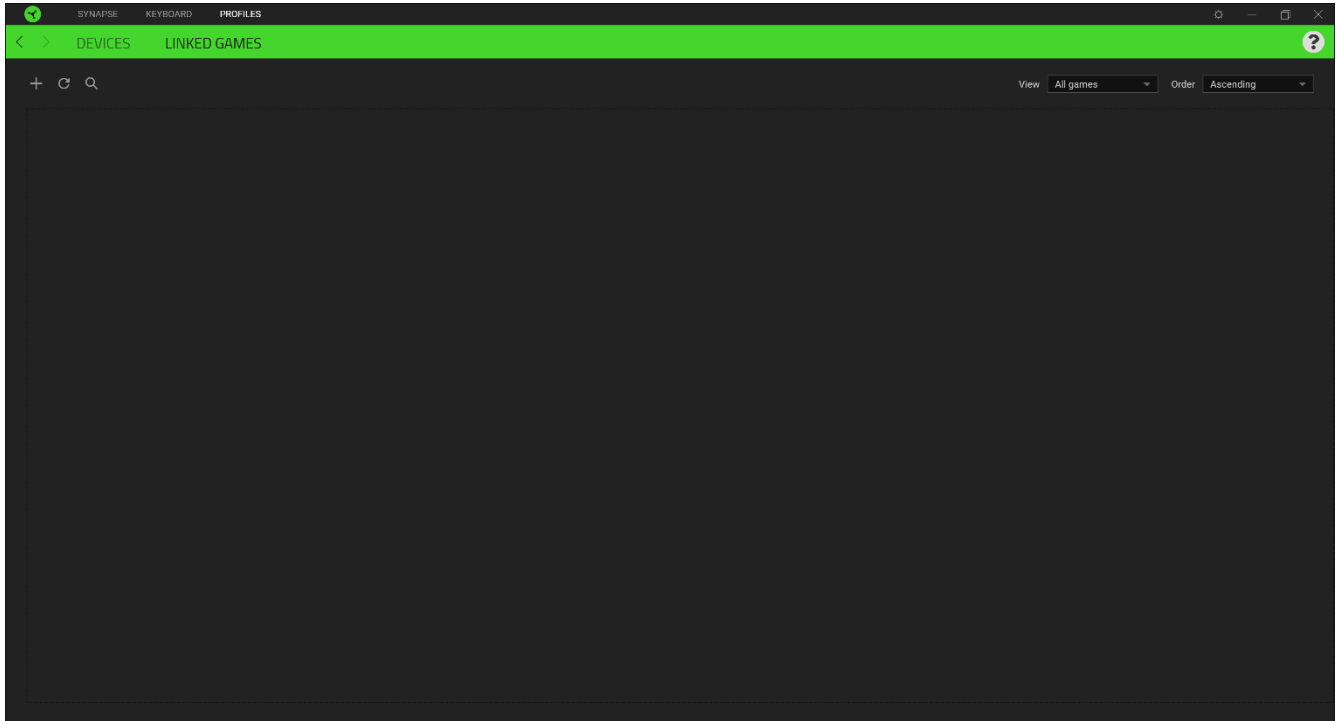 SYNAPSE KEYBOARD PROFILES
DEVICES LINKED GAMES ?
View All games Order Ascending